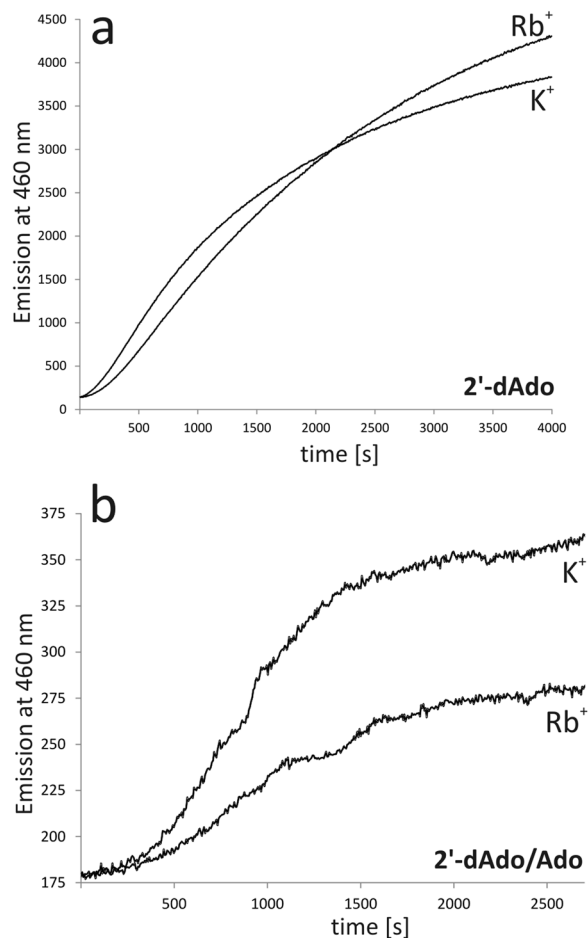 a
Rb⁺
K⁺
Emission at 460 nm
4500
4000
3500
3000
2500
2000
1500
1000
500
0
2'-dAdo
500 1000 1500 2000 2500 3000 3500 4000
time [s]
b
K⁺
Rb⁺
Emission at 460 nm
375
350
325
300
275
250
225
200
175
2'-dAdo/Ado
500 1000 1500 2000 2500
time [s]